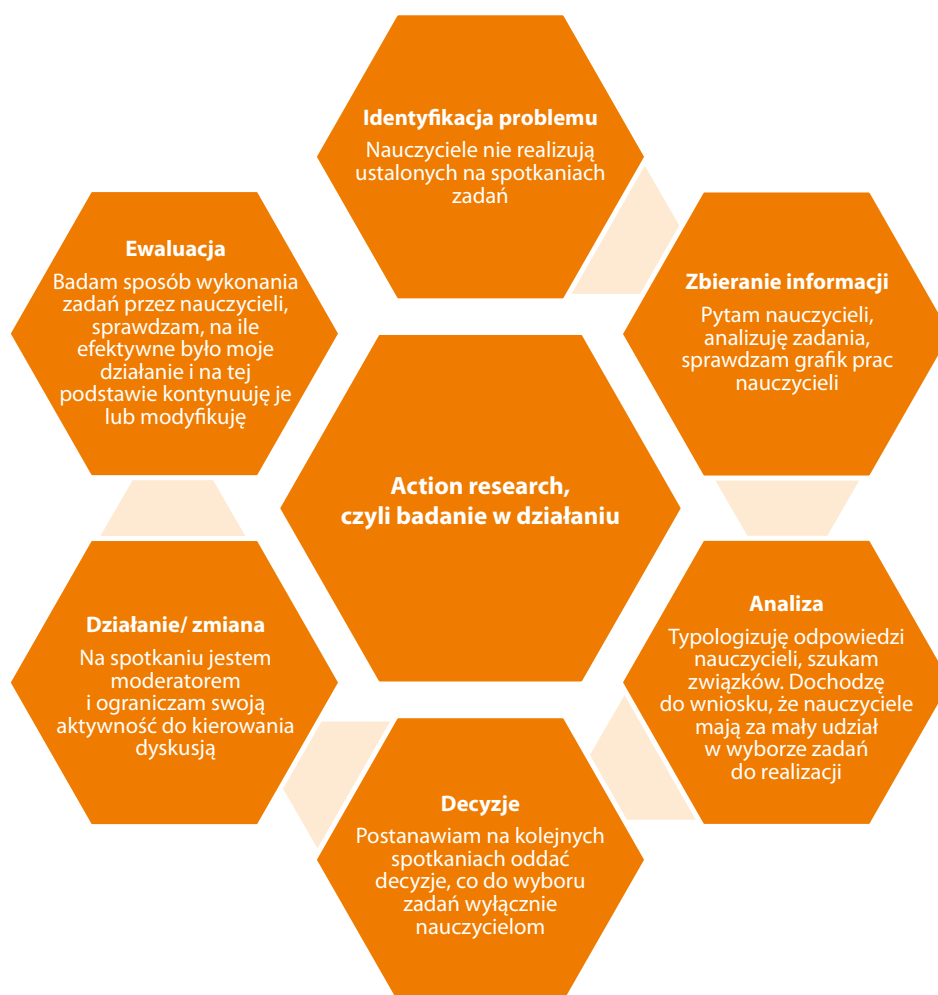 Identyfikacja problemu
Nauczyciele nie realizują
ustalonych na spotkaniach
zadań
Zbieranie informacji
Pytam nauczycieli,
analizuję zadania,
sprawdzam grafik prac
nauczycieli
Analiza
Typologizuję odpowiedzi
nauczycieli, szukam
związków. Dochodzę
do wniosku, że nauczyciele
mają za mały udział
w wyborze zadań
do realizacji
Decyzje
Postanawiam na kolejnych
spotkaniach oddać
decyzje, co do wyboru
zadań wyłącznie
nauczycielom
Działanie/ zmiana
Na spotkaniu jestem
moderatorem
i ograniczam swoją
aktywność do kierowania
dyskusją
Ewaluacja
Badam sposób wykonania
zadań przez nauczycieli,
sprawdzam, na ile
efektywne było moje
działanie i na tej
podstawie kontynuuję je
lub modyfikuję
Action research,
czyli badanie w działaniu